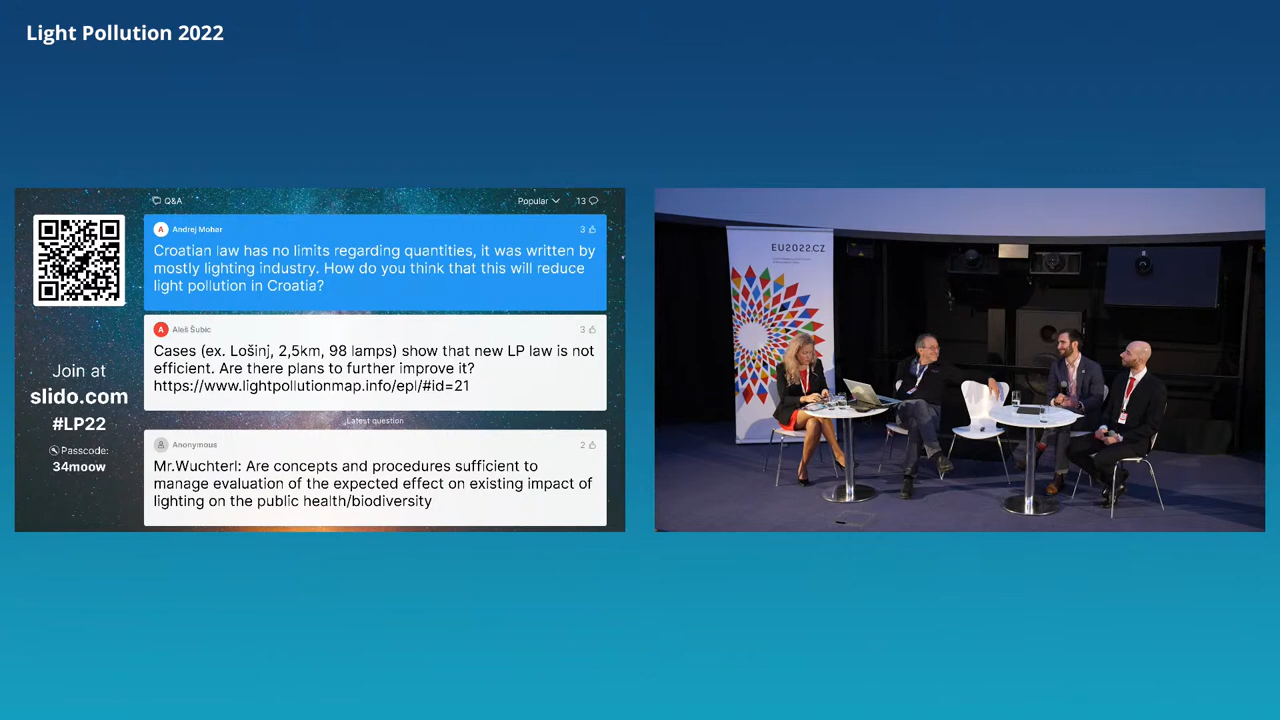 Light Pollution 2022
Q&A
Popular
13
A Andrej Mohar
3
Croatian law has no limits regarding quantities, it was written by
mostly lighting industry. How do you think that this will reduce
light pollution in Croatia?
A Aleš Šubic
3
Cases (ex. Lošinj, 2,5km, 98 lamps) show that new LP law is not
efficient. Are there plans to further improve it?
https://www.lightpollutionmap.info/epl/#id=21
Latest question
Anonymous
2
Mr.Wuchterl: Are concepts and procedures sufficient to
manage evaluation of the expected effect on existing impact of
lighting on the public health/biodiversity
Join at
slido.com
#LP22
Passcode:
34moow
EU2022.CZ